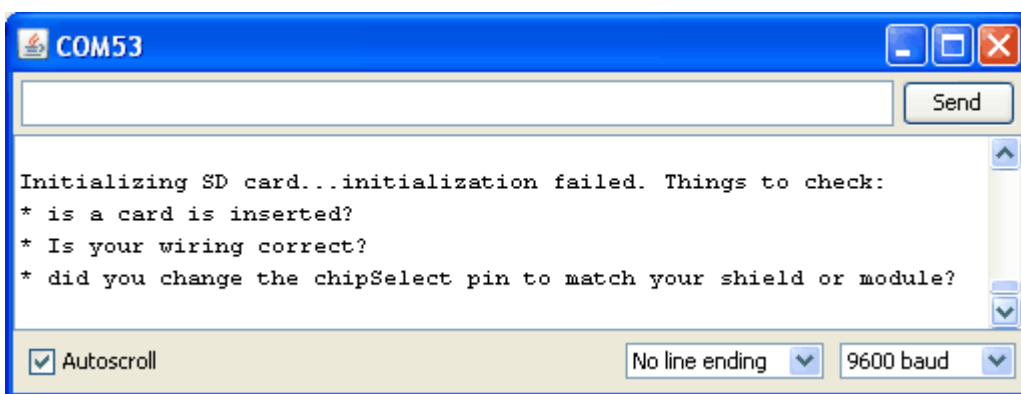 COM53
Send
Initializing SD card...initialization failed. Things to check:
* is a card is inserted?
* Is your wiring correct?
* did you change the chipSelect pin to match your shield or module?
Autoscroll
No line ending
9600 baud